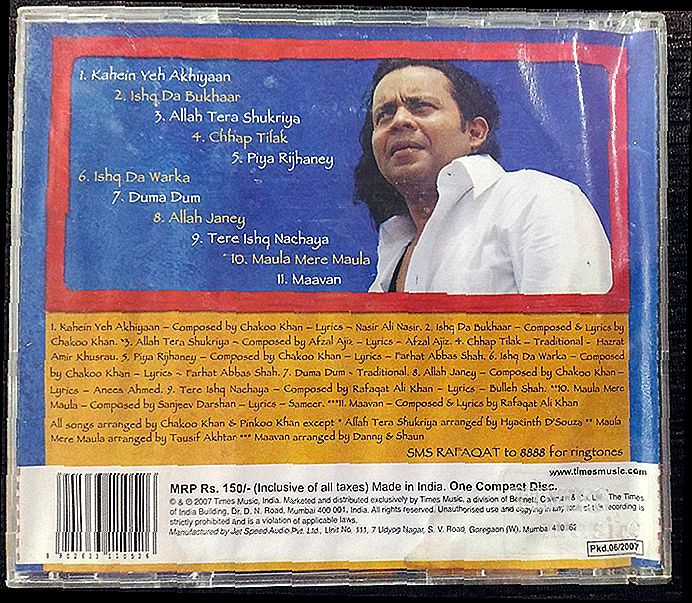 1. Kahein Yeh Akhiyaan
2. Ishq Da Bukhaar
3. Allah Tera Shukriya
4. Chhap Tilak
5. Piya Rijhaney
6. Ishq Da Warka
7. Duma Dum
8. Allah Janey
9. Tere Ishq Nachaya
*10. Maula Mere Maula
11. Maavan
1. Kahein Yeh Akhiyaan – Composed by Chakoo Khan – Lyrics – Nasir Ali Nasir. 2. Ishq Da Bukhaar – Composed & Lyrics by
Chakoo Khan. *3. Allah Tera Shukriya – Composed by Afzal Ajiz – Lyrics – Afzal Ajiz. 4. Chhap Tilak – Traditional – Hazrat
Amir Khusrau. 5. Piya Rijhaney – Composed by Chakoo Khan – Lyrics – Farhat Abbas Shah. 6. Ishq Da Warka – Composed
by Chakoo Khan – Lyrics – Farhat Abbas Shah. 7. Duma Dum – Traditional. 8. Allah Janey – Composed by Chakoo Khan –
Lyrics – Anees Ahmed. 9. Tere Ishq Nachaya – Composed by Rafaqat Ali Khan – Lyrics – Bulleh Shah. **10. Maula Mere
Maula – Composed by Sanjeev Darshan – Lyrics – Sameer. ***11. Maavan – Composed & Lyrics by Rafaqat Ali Khan
All songs arranged by Chakoo Khan & Pinkoo Khan except * Allah Tera Shukriya arranged by Hyacinth D'Souza ** Maula
Mere Maula arranged by Tausif Akhtar *** Maavan arranged by Danny & Shaun
SMS RAFAQAT to 8888 for ringtones
www.timesmusic.com
MRP Rs. 150/- (Inclusive of all taxes) Made in India. One Compact Disc.
℗ & © 2007 Times Music, India. Marketed and distributed exclusively by Times Music, a division of Bennett, Coleman & Co. Ltd., The Times
of India Building, Dr. D. N. Road, Mumbai 400 001. India. All rights reserved. Unauthorised use and copying in any form of this recording is
strictly prohibited and is a violation of applicable laws.
Manufactured by Jet Speed Audio Pvt. Ltd., Unit No. 111, 7 Udyog Nagar, S. V. Road, Goregaon (W), Mumbai
8 902633 110526
Pkd.06/2007